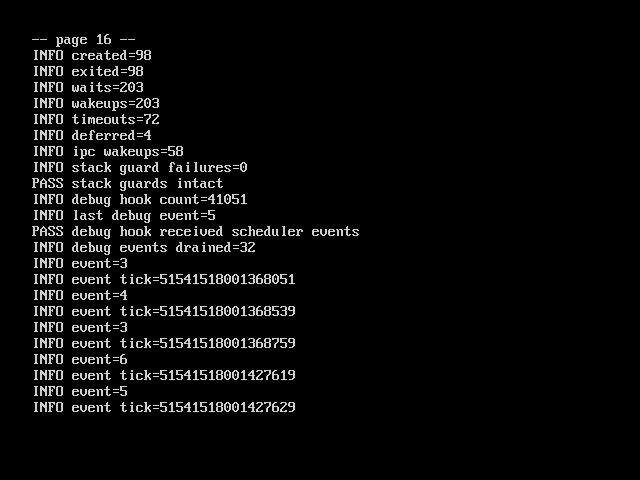 -- page 16 --
INFO created=98
INFO exited=98
INFO waits=203
INFO wakeups=203
INFO timeouts=72
INFO deferred=4
INFO ipc wakeups=58
INFO stack guard failures=0
PASS stack guards intact
INFO debug hook count=41051
INFO last debug event=5
PASS debug hook received scheduler events
INFO debug events drained=32
INFO event=3
INFO event tick=51541518001368051
INFO event=4
INFO event tick=51541518001368539
INFO event=3
INFO event tick=51541518001368759
INFO event=6
INFO event tick=51541518001427619
INFO event=5
INFO event tick=51541518001427629